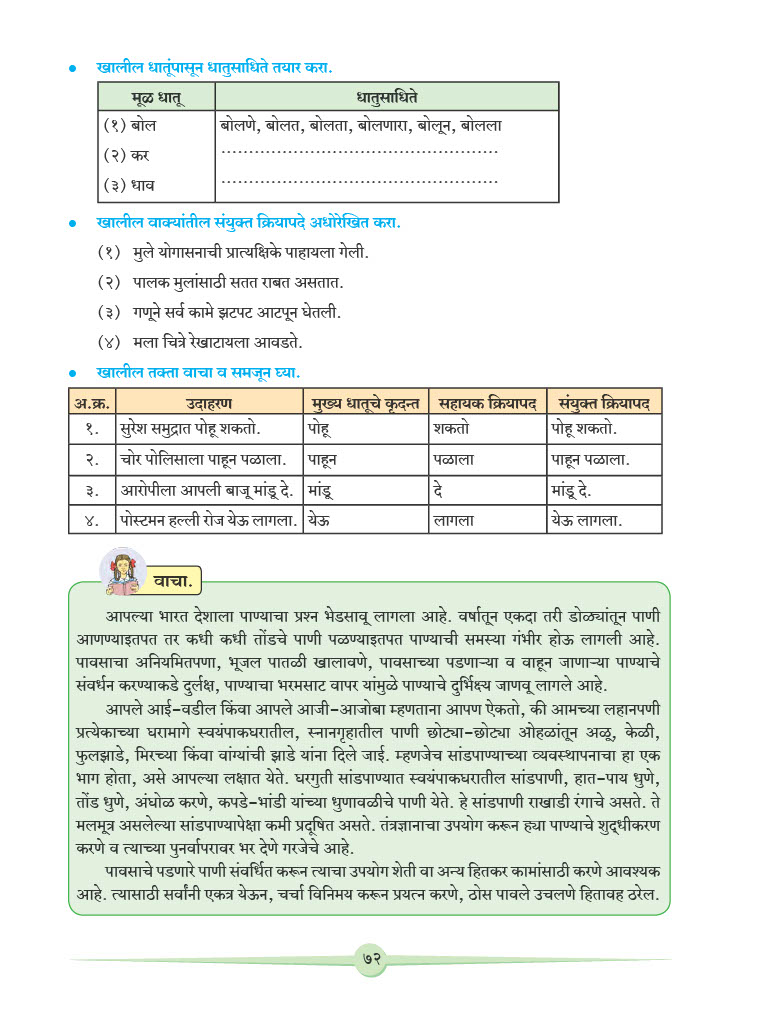 • खालील धातूंपासून धातुसाधिते तयार करा.
मूळ धातू धातुसाधिते
(१) बोल बोलणे, बोलत, बोलता, बोलणारा, बोलून, बोलला
(२) कर ..................................................
(३) धाव ..................................................
• खालील वाक्यांतील संयुक्त क्रियापदे अधोरेखित करा.
(१) मुले योगासनाची प्रात्यक्षिके पाहायला गेली.
(२) पालक मुलांसाठी सतत राबत असतात.
(३) गणूने सर्व कामे झटपट आटपून घेतली.
(४) मला चित्रे रेखाटायला आवडते.
• खालील तक्ता वाचा व समजून घ्या.
अ.क्र. उदाहरण मुख्य धातूचे कृदन्त सहायक क्रियापद संयुक्त क्रियापद
१. सुरेश समुद्रात पोहू शकतो. पोहू शकतो पोहू शकतो.
२. चोर पोलिसाला पाहून पळाला. पाहून पळाला पाहून पळाला.
३. आरोपीला आपली बाजू मांडू दे. मांडू दे मांडू दे.
४. पोस्टमन हल्ली रोज येऊ लागला. येऊ लागला येऊ लागला.
वाचा.
आपल्या भारत देशाला पाण्याचा प्रश्न भेडसावू लागला आहे. वर्षातून एकदा तरी डोळ्यांतून पाणी
आणण्याइतपत तर कधी कधी तोंडचे पाणी पळण्याइतपत पाण्याची समस्या गंभीर होऊ लागली आहे.
पावसाचा अनियमितपणा, भूजल पातळी खालावणे, पावसाच्या पडणाऱ्या व वाहून जाणाऱ्या पाण्याचे
संवर्धन करण्याकडे दुर्लक्ष, पाण्याचा भरमसाट वापर यांमुळे पाण्याचे दुर्भिक्ष्य जाणवू लागले आहे.
आपले आई-वडील किंवा आपले आजी-आजोबा म्हणताना आपण ऐकतो, की आमच्या लहानपणी
प्रत्येकाच्या घरामागे स्वयंपाकघरातील, स्नानगृहातील पाणी छोट्या-छोट्या ओहळांतून अळू, केळी,
फुलझाडे, मिरच्या किंवा वांग्यांची झाडे यांना दिले जाई. म्हणजेच सांडपाण्याच्या व्यवस्थापनाचा हा एक
भाग होता, असे आपल्या लक्षात येते. घरगुती सांडपाण्यात स्वयंपाकघरातील सांडपाणी, हात-पाय धुणे,
तोंड धुणे, अंघोळ करणे, कपडे-भांडी यांच्या धुणावळीचे पाणी येते. हे सांडपाणी राखाडी रंगाचे असते. ते
मलमूत्र असलेल्या सांडपाण्यापेक्षा कमी प्रदूषित असते. तंत्रज्ञानाचा उपयोग करून ह्या पाण्याचे शुद्धीकरण
करणे व त्याच्या पुनर्वापरावर भर देणे गरजेचे आहे.
पावसाचे पडणारे पाणी संवर्धित करून त्याचा उपयोग शेती वा अन्य हितकर कामांसाठी करणे आवश्यक
आहे. त्यासाठी सर्वांनी एकत्र येऊन, चर्चा विनिमय करून प्रयत्न करणे, ठोस पावले उचलणे हितावह ठरेल.
७२